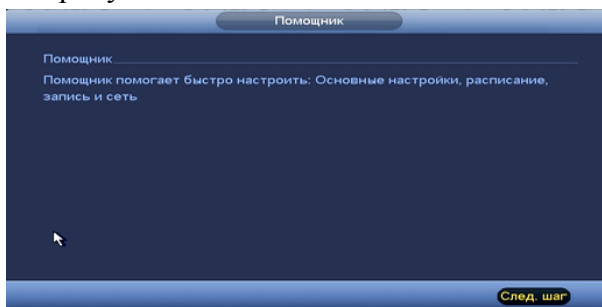 Помощник
Помощник
Помощник помогает быстро настроить: Основные настройки, расписание,
запись и сеть
След. шаг